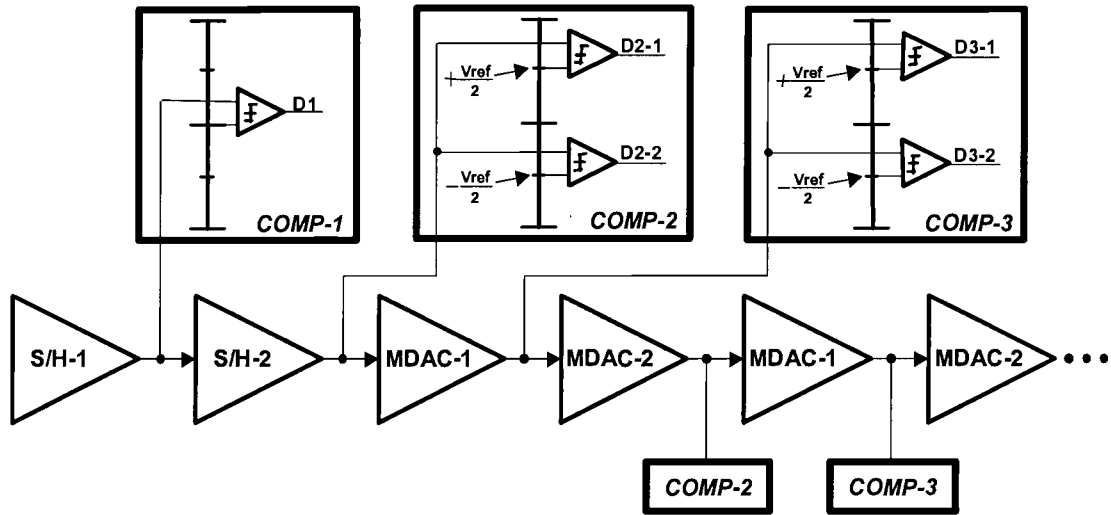 D1
COMP-1
D2-1
+Vref/2
D2-2
-Vref/2
COMP-2
D3-1
+Vref/2
D3-2
-Vref/2
COMP-3
S/H-1
S/H-2
MDAC-1
MDAC-2
MDAC-1
MDAC-2
COMP-2
COMP-3